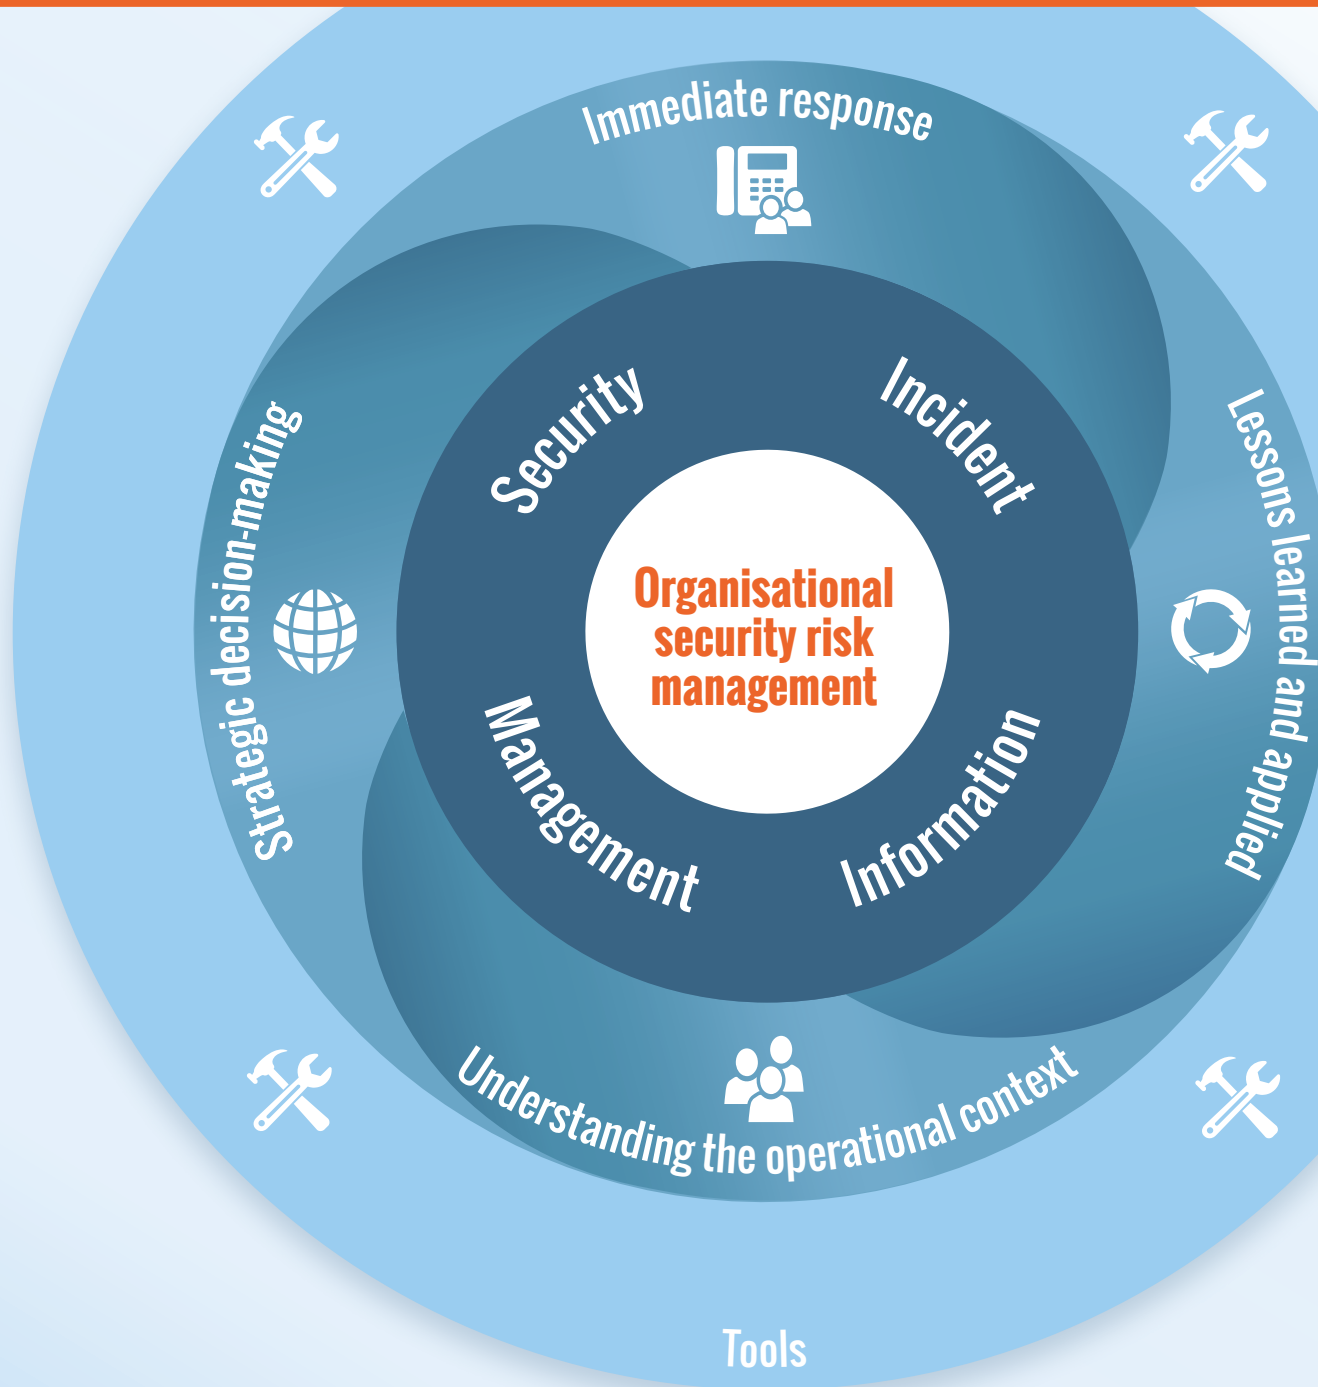 Immediate response
Security
Incident
Strategic decision-making
Organisational
security risk
management
Lessons learned and applied
Management
Information
Understanding the operational context
Tools